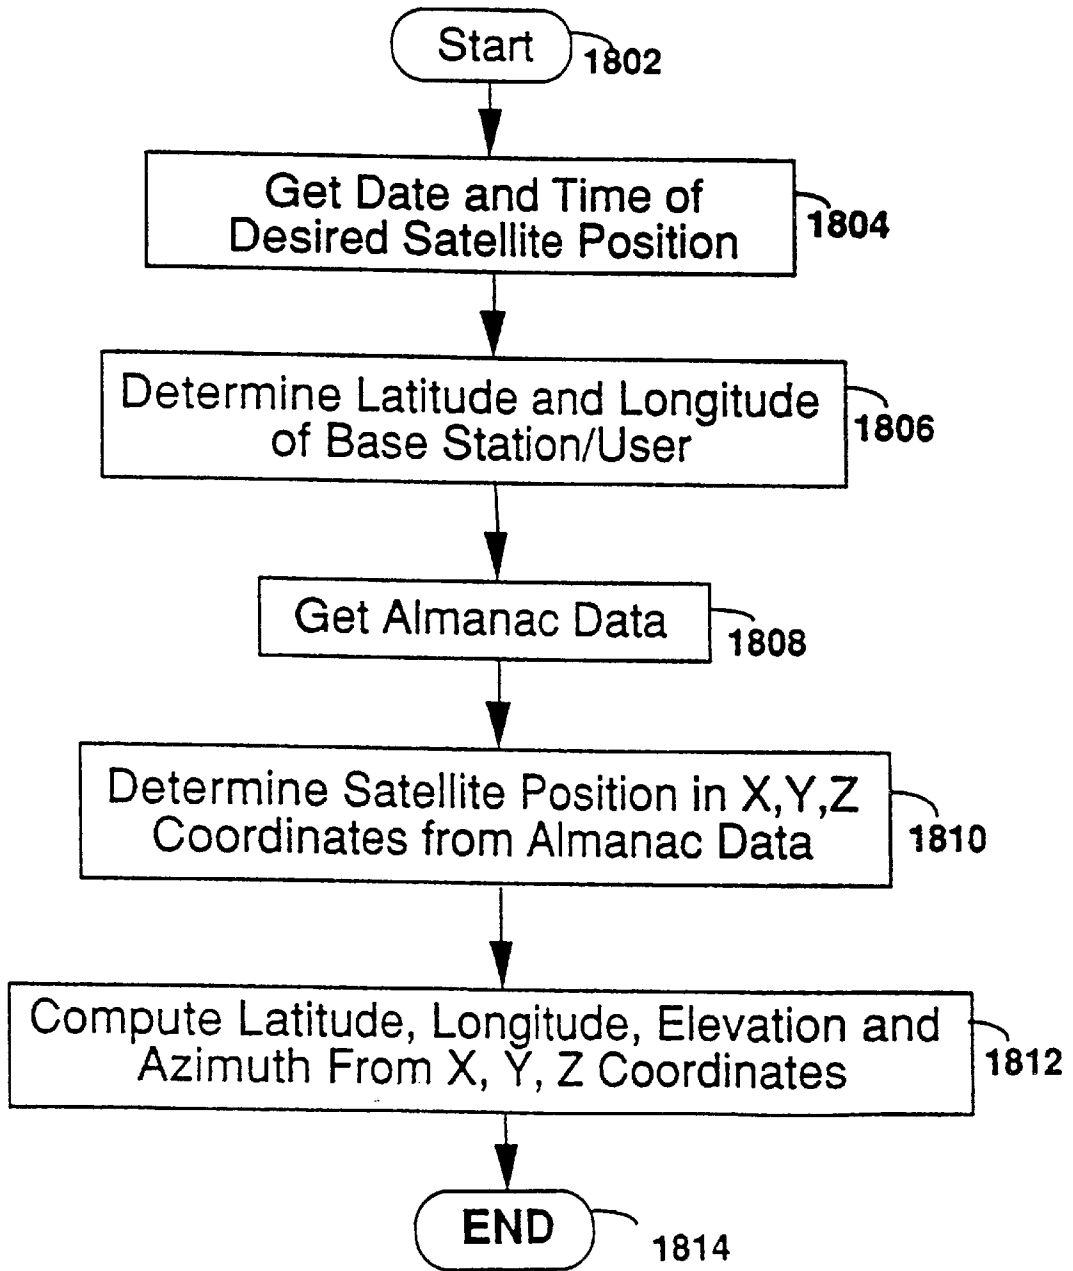 Start
1802
Get Date and Time of
Desired Satellite Position
1804
Determine Latitude and Longitude
of Base Station/User
1806
Get Almanac Data
1808
Determine Satellite Position in X,Y,Z
Coordinates from Almanac Data
1810
Compute Latitude, Longitude, Elevation and
Azimuth From X, Y, Z Coordinates
1812
END
1814